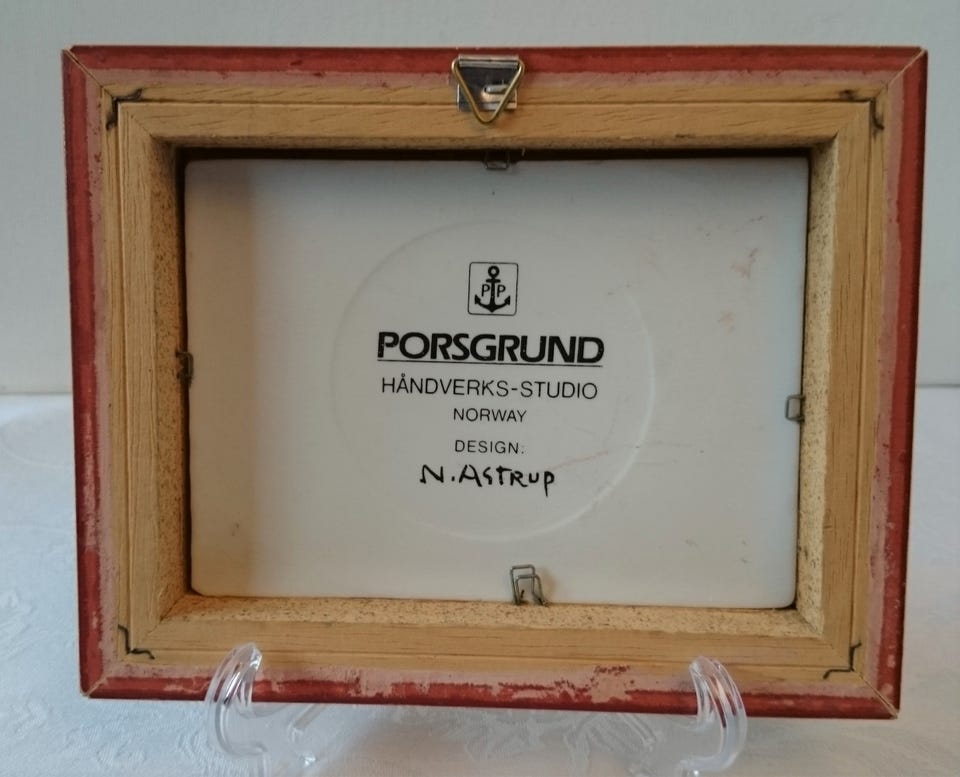 P P
PORSGRUND
HÅNDVERKS-STUDIO
NORWAY
DESIGN:
N. ASTRUP